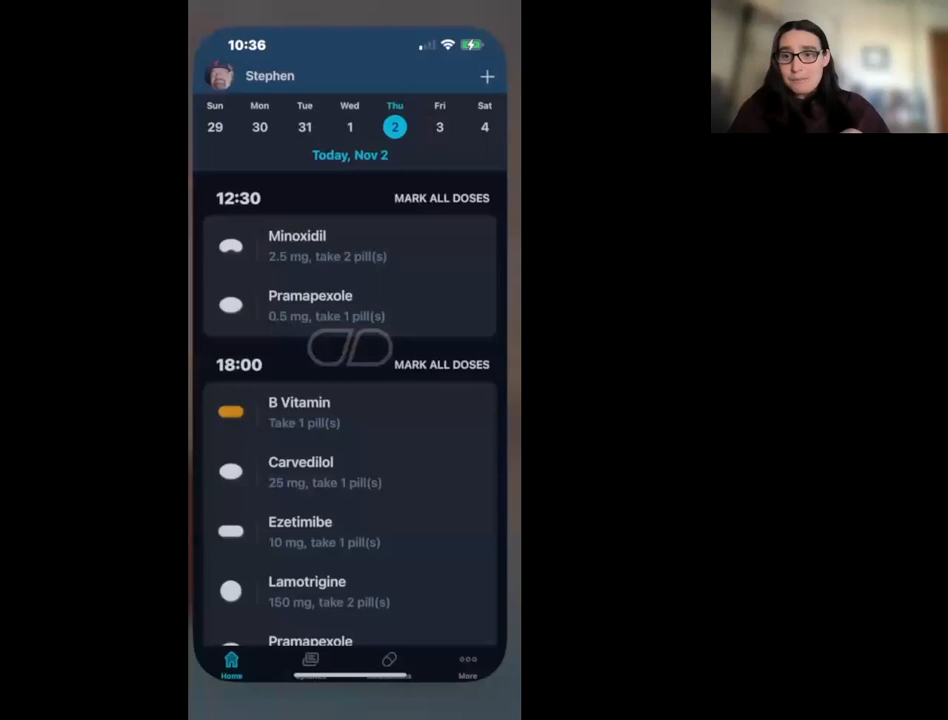 10:36
Stephen
+
Sun Mon Tue Wed Thu Fri Sat
29 30 31 1 2 3 4
Today, Nov 2
12:30 MARK ALL DOSES
Minoxidil
2.5 mg, take 2 pill(s)
Pramapexole
0.5 mg, take 1 pill(s)
18:00 MARK ALL DOSES
B Vitamin
Take 1 pill(s)
Carvedilol
25 mg, take 1 pill(s)
Ezetimibe
10 mg, take 1 pill(s)
Lamotrigine
150 mg, take 2 pill(s)
Pramapexole
Home More